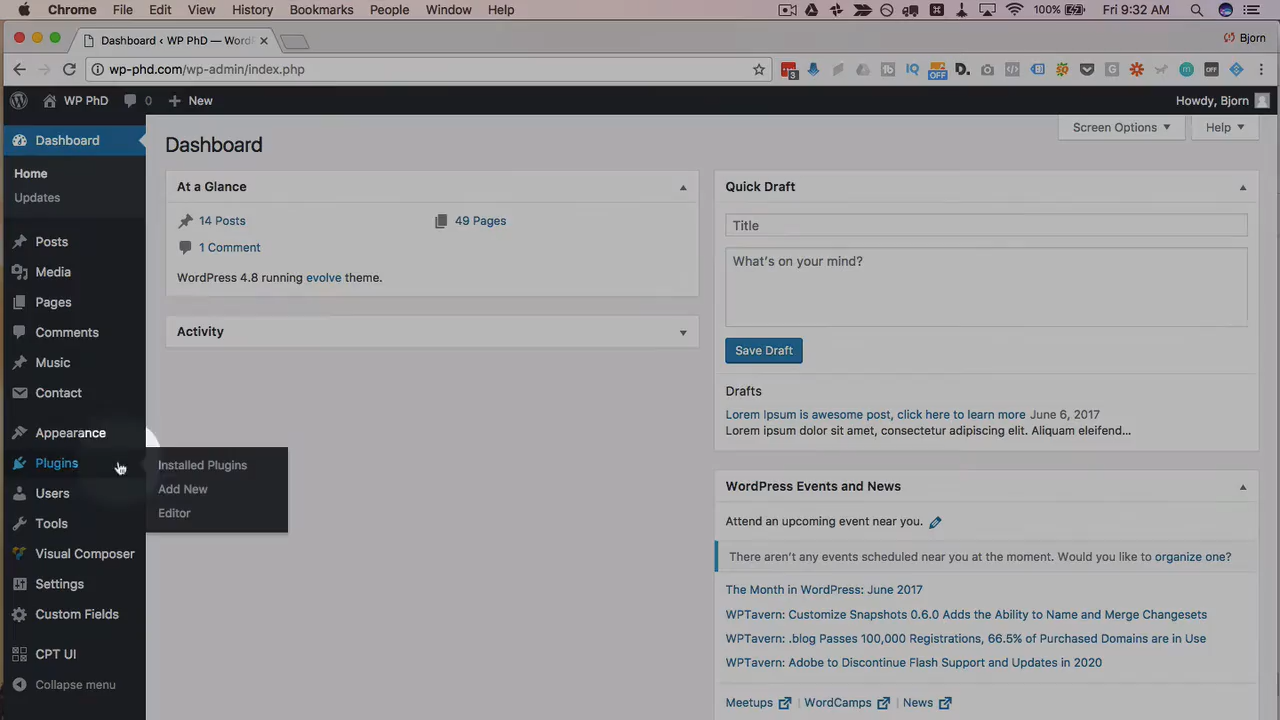 Chrome File Edit View History Bookmarks People Window Help 100% Fri 9:32 AM
Dashboard ‹ WP PhD — Word Bjorn
wp-phd.com/wp-admin/index.php 3 OFF OFF
WP PhD 0 New Howdy, Bjorn
Screen Options Help
Dashboard
Home
Updates
Posts
Media
Pages
Comments
Music
Contact
Appearance
Plugins
Installed Plugins
Add New
Editor
Users
Tools
Visual Composer
Settings
Custom Fields
CPT UI
Collapse menu
Dashboard
At a Glance
14 Posts 49 Pages
1 Comment
WordPress 4.8 running evolve theme.
Activity
Quick Draft
Title
What's on your mind?
Save Draft
Drafts
Lorem Ipsum is awesome post, click here to learn more June 6, 2017
Lorem ipsum dolor sit amet, consectetur adipiscing elit. Aliquam eleifend…
WordPress Events and News
Attend an upcoming event near you.
There aren't any events scheduled near you at the moment. Would you like to organize one?
The Month in WordPress: June 2017
WPTavern: Customize Snapshots 0.6.0 Adds the Ability to Name and Merge Changesets
WPTavern: .blog Passes 100,000 Registrations, 66.5% of Purchased Domains are in Use
WPTavern: Adobe to Discontinue Flash Support and Updates in 2020
Meetups | WordCamps | News